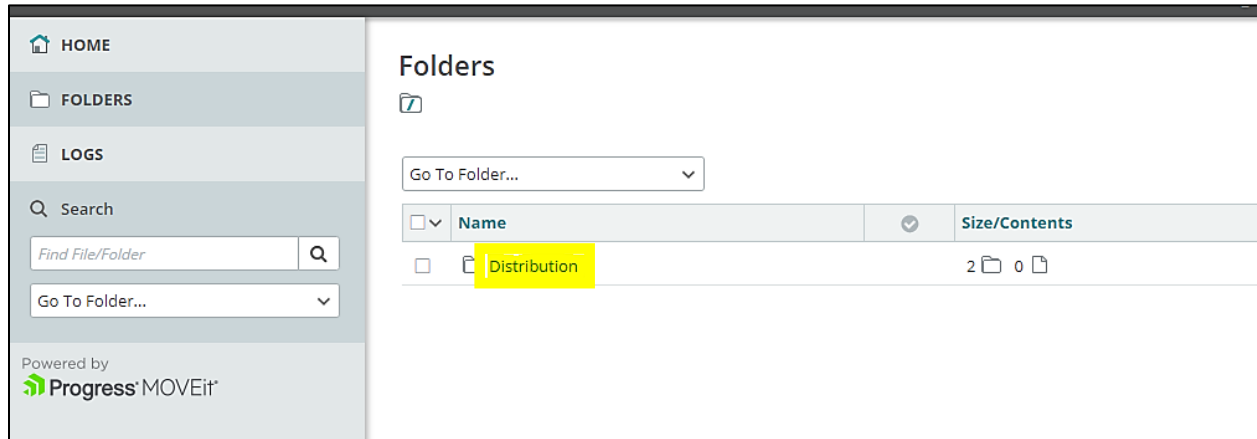 HOME
FOLDERS
LOGS
Search
Find File/Folder
Go To Folder...
Powered by
Progress MOVEit
Folders
Go To Folder...
Name Size/Contents
Distribution 2 0